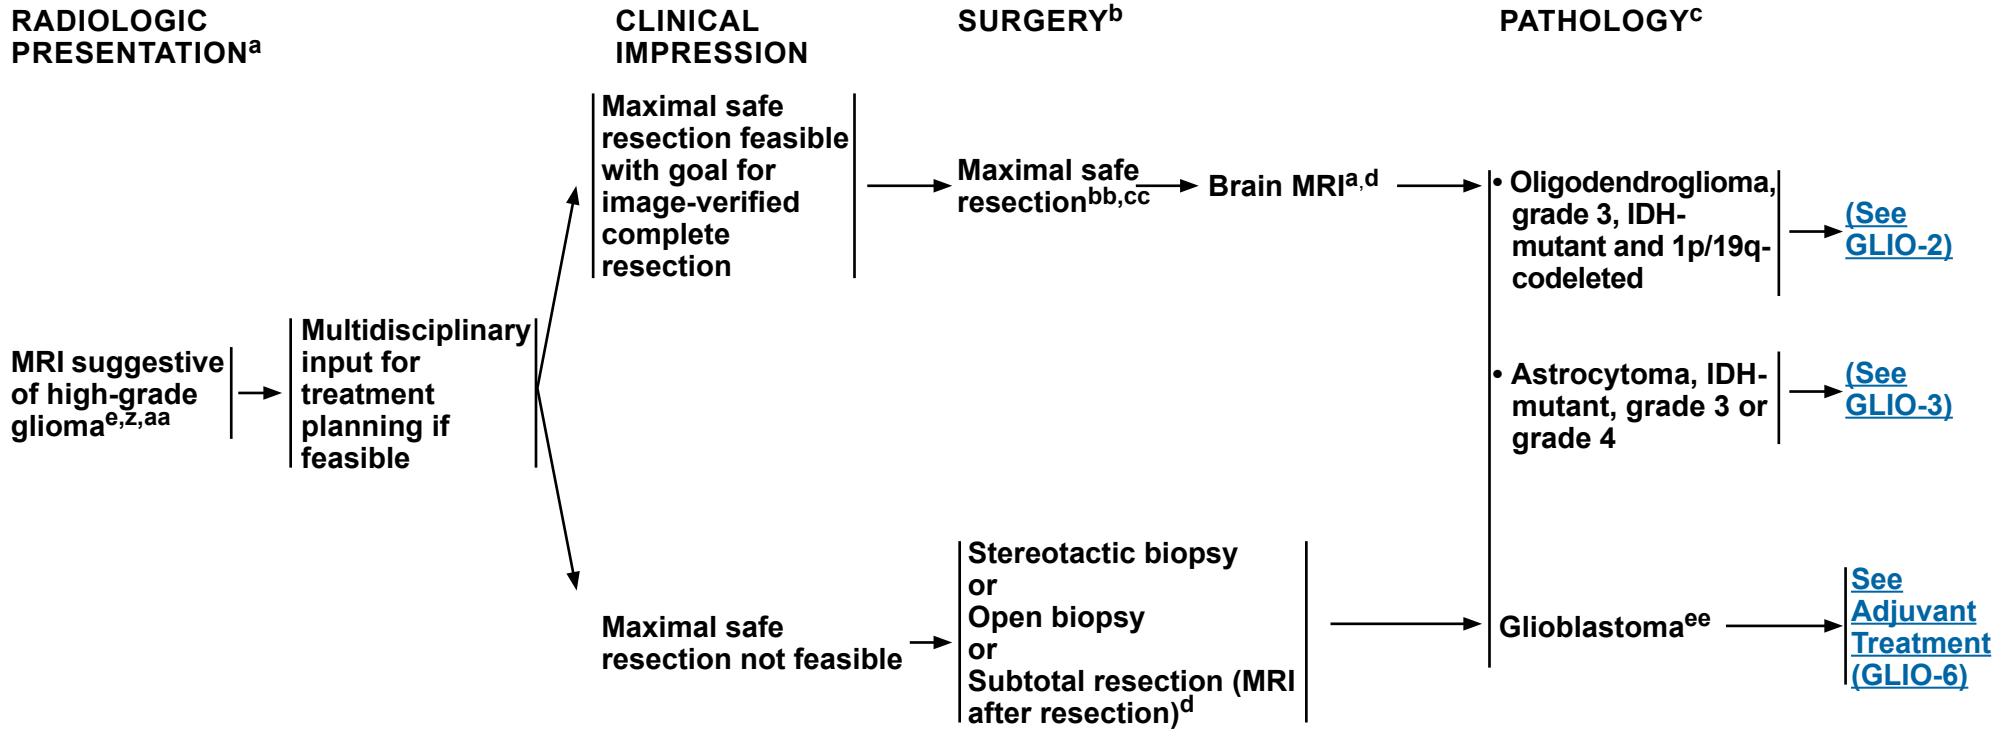 RADIOLOGIC
PRESENTATIONa
CLINICAL
IMPRESSION
SURGERYb
PATHOLOGYc
MRI suggestive
of high-grade
gliomae,z,aa
Multidisciplinary
input for
treatment
planning if
feasible
Maximal safe
resection feasible
with goal for
image-verified
complete
resection
Maximal safe
resectionbb,cc
Brain MRIa,d
• Oligodendroglioma,
grade 3, IDH-
mutant and 1p/19q-
codeleted
(See
GLIO-2)
• Astrocytoma, IDH-
mutant, grade 3 or
grade 4
(See
GLIO-3)
Maximal safe
resection not feasible
Stereotactic biopsy
or
Open biopsy
or
Subtotal resection (MRI
after resection)d
Glioblastomaee
See
Adjuvant
Treatment
(GLIO-6)